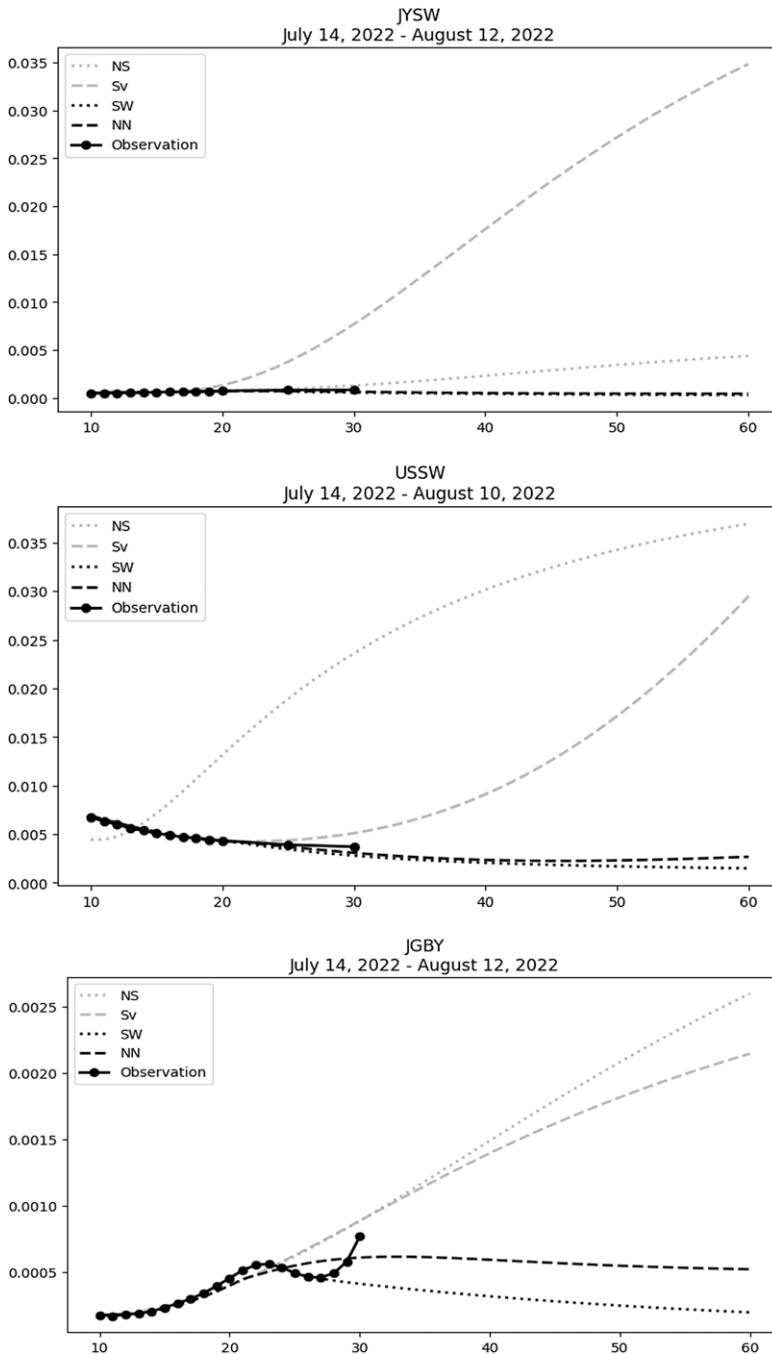 JYSW
July 14, 2022 - August 12, 2022
0.035
0.030
0.025
0.020
0.015
0.010
0.005
0.000
NS
Sv
SW
NN
Observation
10 20 30 40 50 60
USSW
July 14, 2022 - August 10, 2022
0.035
0.030
0.025
0.020
0.015
0.010
0.005
0.000
NS
Sv
SW
NN
Observation
10 20 30 40 50 60
JGBY
July 14, 2022 - August 12, 2022
0.0025
0.0020
0.0015
0.0010
0.0005
NS
Sv
SW
NN
Observation
10 20 30 40 50 60